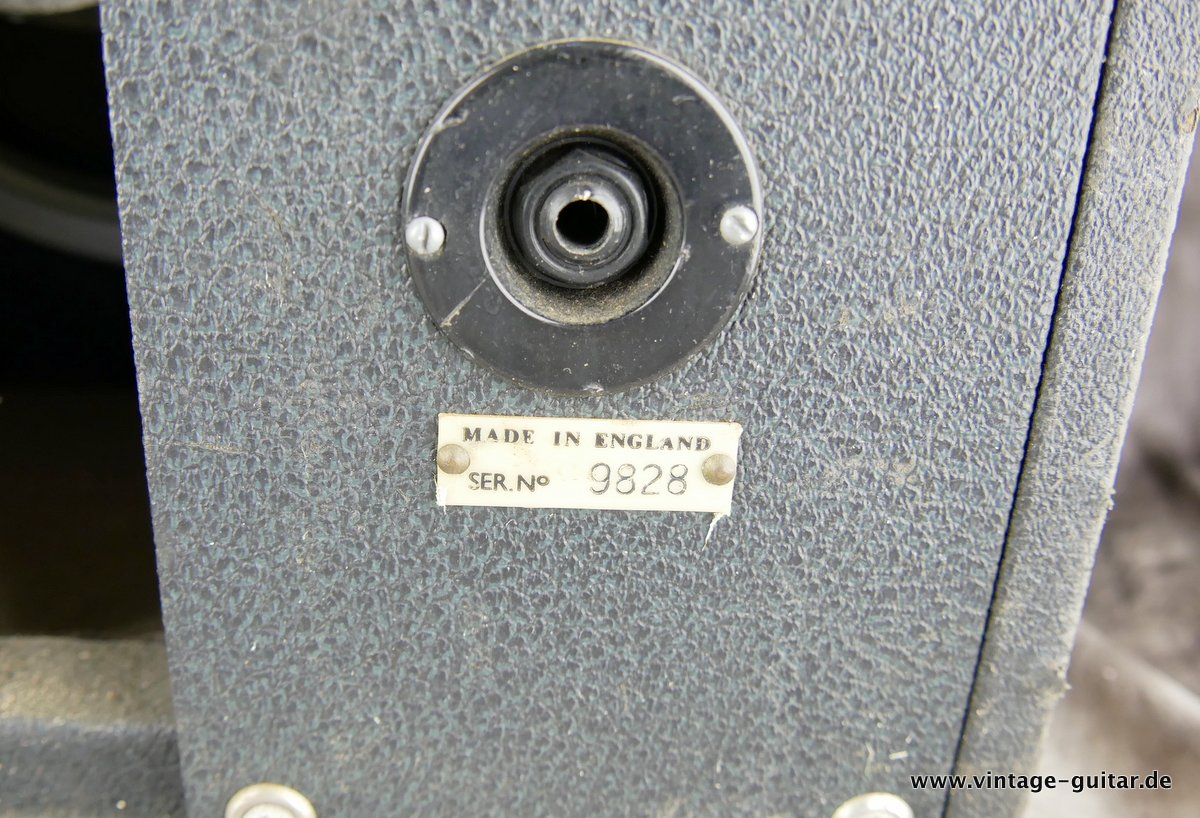 MADE IN ENGLAND
SER. Nº 9828
www.vintage-guitar.de